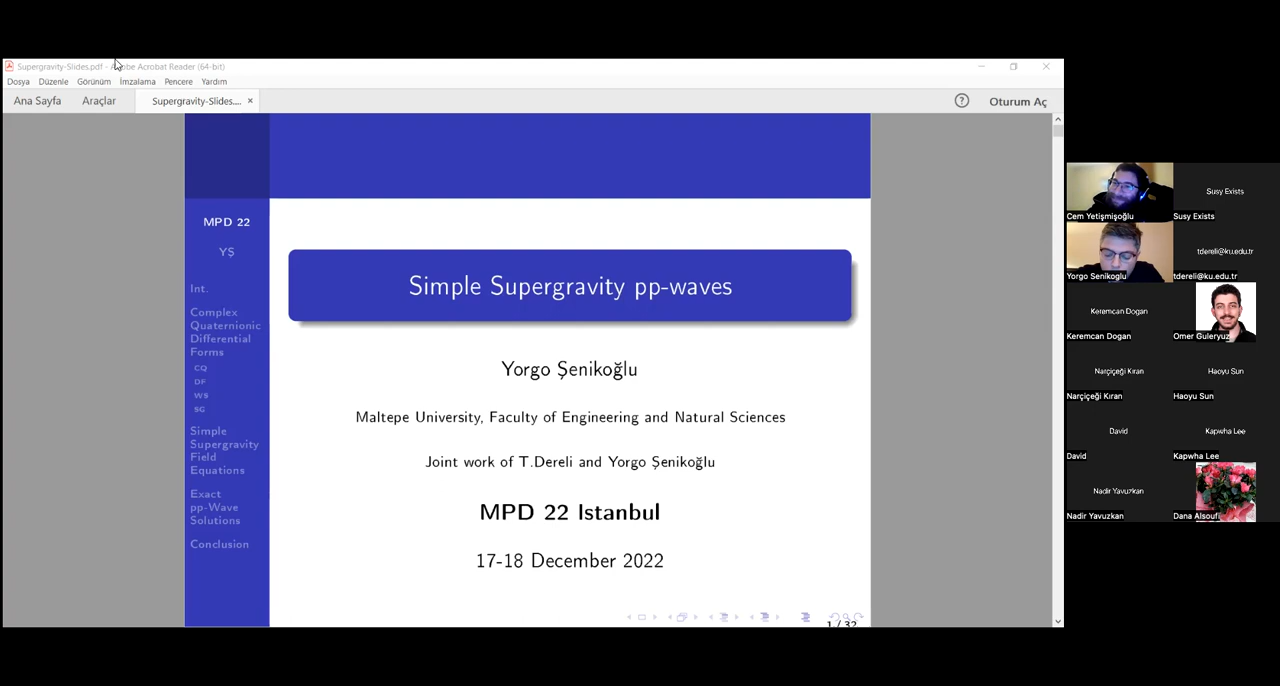 Supergravity-Slides.pdf - Adobe Acrobat Reader (64-bit)
Dosya Düzenle Görünüm İmzalama Pencere Yardım
Ana Sayfa Araçlar Supergravity-Slides.... × ? Oturum Aç
MPD 22
YŞ
Int.
Complex
Quaternionic
Differential
Forms
CQ
DF
WS
SG
Simple
Supergravity
Field
Equations
Exact
pp-Wave
Solutions
Conclusion
Simple Supergravity pp-waves
Yorgo Şenikoğlu
Maltepe University, Faculty of Engineering and Natural Sciences
Joint work of T.Dereli and Yorgo Şenikoğlu
MPD 22 Istanbul
17-18 December 2022
1 / 32
Cem Yetişmişoğlu
Susy Exists
Susy Exists
Yorgo Senikoglu
tdereli@ku.edu.tr
tdereli@ku.edu.tr
Keremcan Dogan
Keremcan Dogan
Omer Guleryuz
Narçiçeği Kıran
Narçiçeği Kıran
Haoyu Sun
Haoyu Sun
David
David
Kapwha Lee
Kapwha Lee
Nadir Yavuzkan
Nadir Yavuzkan
Dana Alsoufi